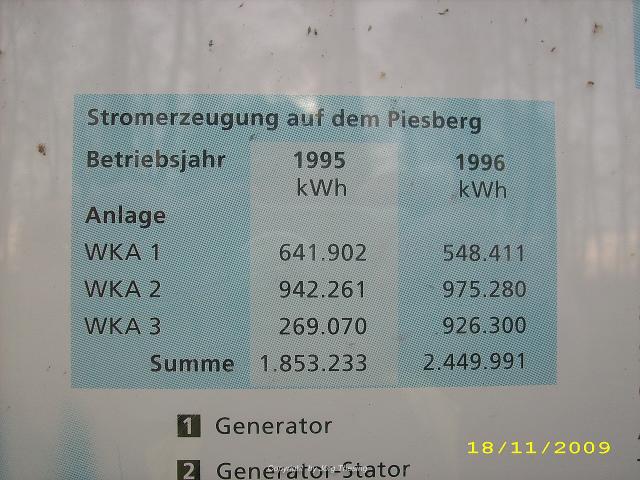 Stromerzeugung auf dem Piesberg
Betriebsjahr 1995 1996
kWh kWh
Anlage
WKA 1 641.902 548.411
WKA 2 942.261 975.280
WKA 3 269.070 926.300
Summe 1.853.233 2.449.991
1 Generator
2 Generator-Stator
Copyright by
18/11/2009